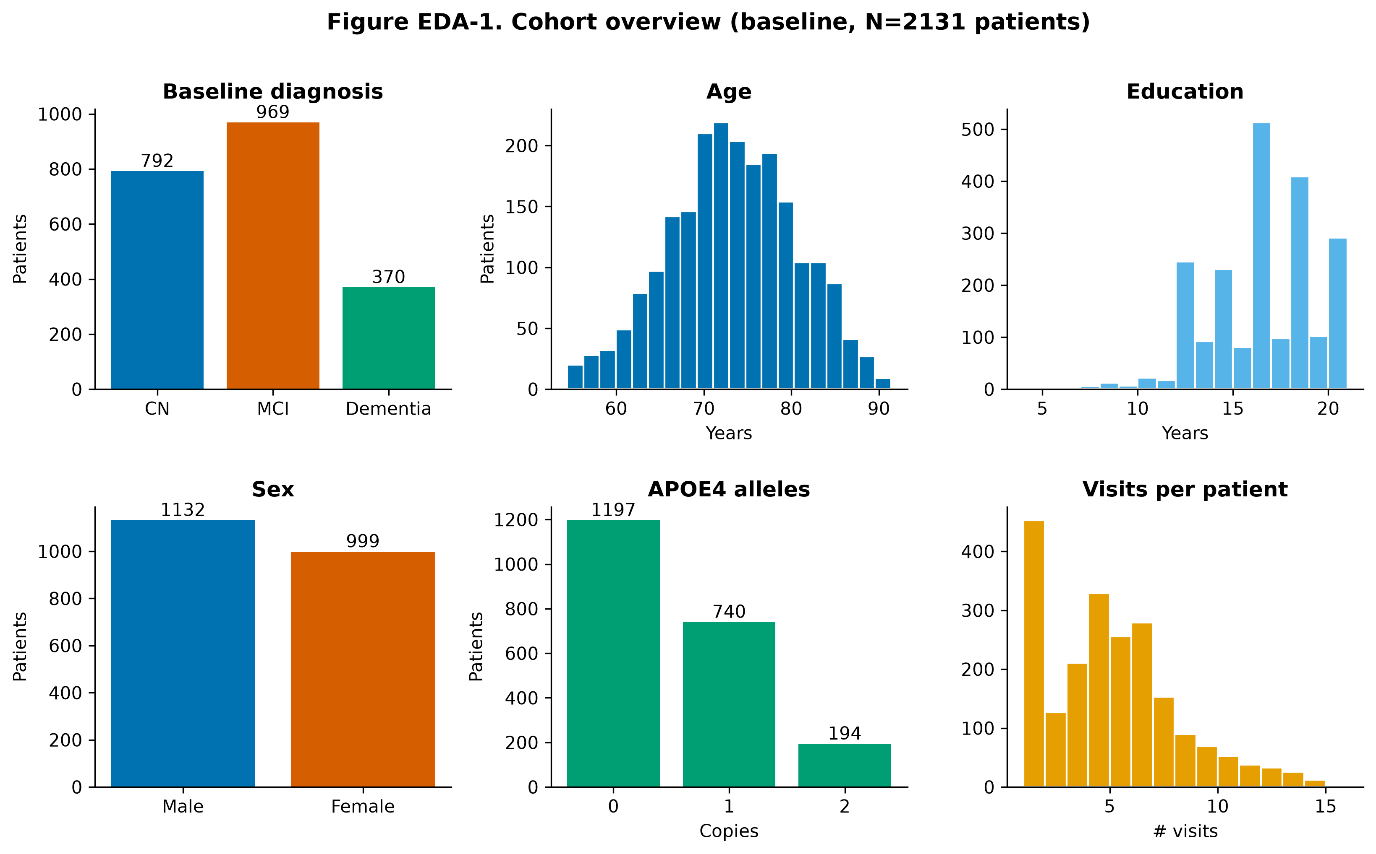 Figure EDA-1. Cohort overview (baseline, N=2131 patients)
Baseline diagnosis
Patients
1000
800
600
400
200
0
792
969
370
CN MCI Dementia
Age
Patients
200
150
100
50
0
60 70 80 90
Years
Education
500
400
300
200
100
0
5 10 15 20
Years
Sex
Patients
1000
800
600
400
200
0
1132
999
Male Female
APOE4 alleles
Patients
1200
1000
800
600
400
200
0
1197
740
194
0 1 2
Copies
Visits per patient
400
300
200
100
0
5 10 15
# visits